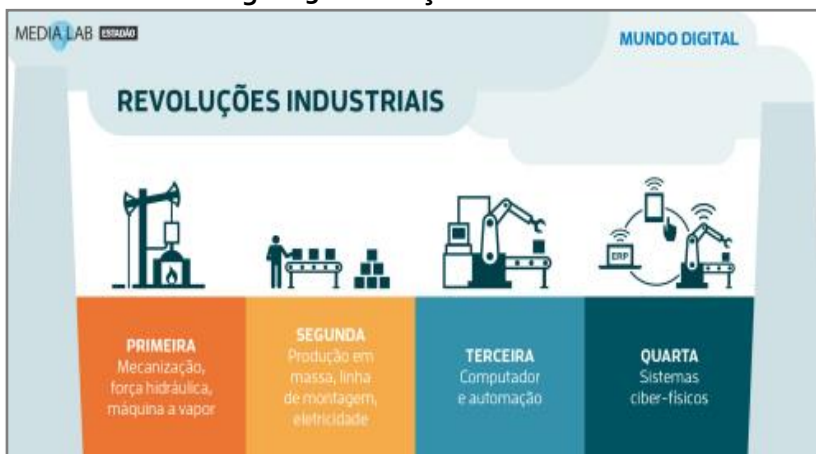 MEDIA LAB ESTADÃO
MUNDO DIGITAL
REVOLUÇÕES INDUSTRIAIS
ERP
PRIMEIRA
Mecanização,
força hidráulica,
máquina a vapor
SEGUNDA
Produção em
massa, linha
de montagem,
eletricidade
TERCEIRA
Computador
e automação
QUARTA
Sistemas
ciber-físicos